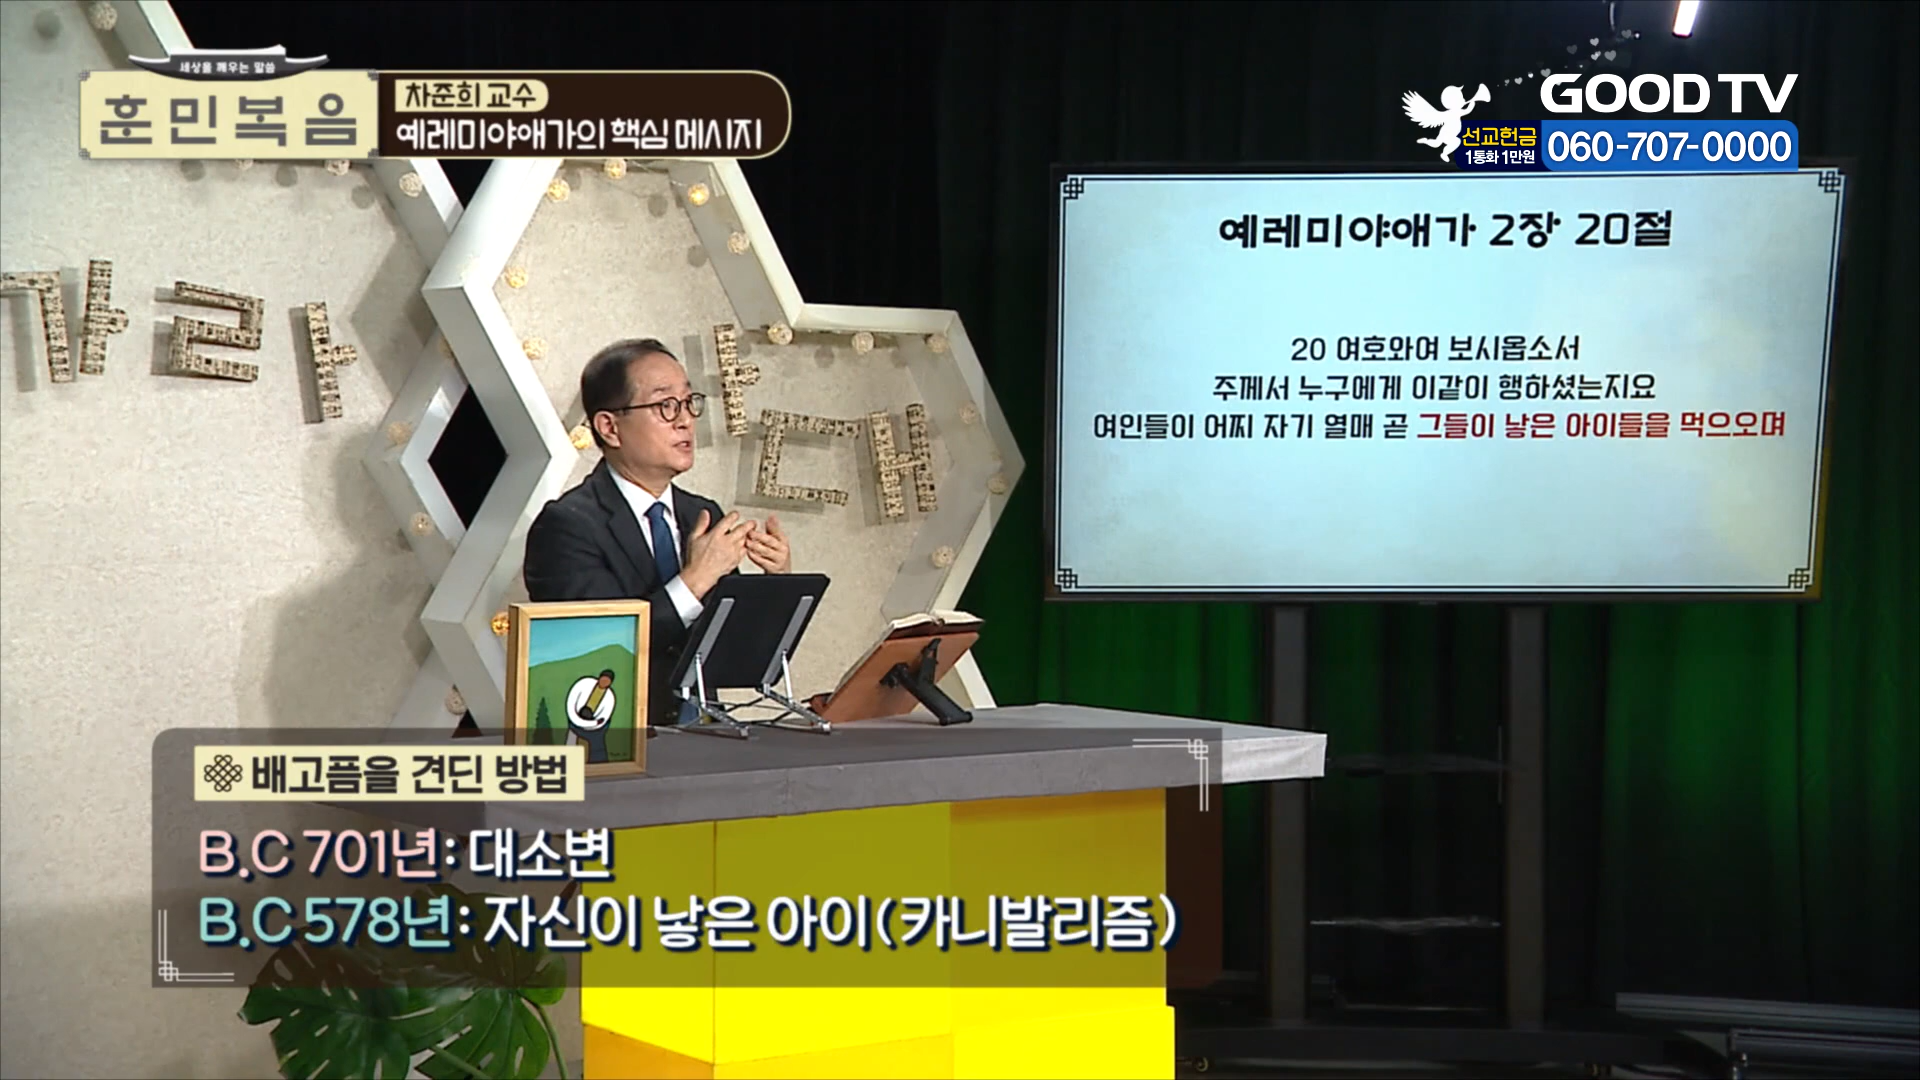 세상을 깨우는 말씀
훈민복음
차준희 교수
예레미야애가의 핵심 메시지
GOODTV
선교헌금
1통화 1만원
060-707-0000
예레미야애가 2장 20절
20 여호와여 보시옵소서
주께서 누구에게 이같이 행하셨는지요
여인들이 어찌 자기 열매 곧 그들이 낳은 아이들을 먹으오며
가라사대
배고픔을 견딘 방법
B.C 701년: 대소변
B.C 578년: 자신이 낳은 아이(카니발리즘)